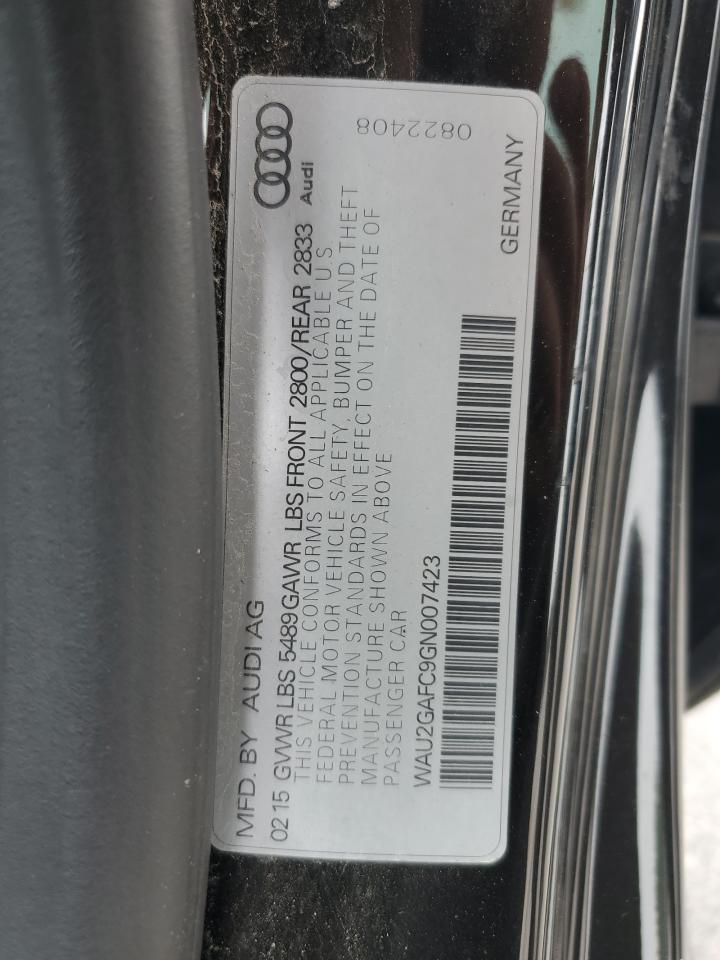 MFD. BY AUDI AG
02 15 GVWR LBS 5489 GAWR LBS FRONT 2800/REAR 2833
THIS VEHICLE CONFORMS TO ALL APPLICABLE U.S
FEDERAL MOTOR VEHICLE SAFETY, BUMPER AND THEFT
PREVENTION STANDARDS IN EFFECT ON THE DATE OF
MANUFACTURE SHOWN ABOVE
PASSENGER CAR
WAU2GAFC9GN007423
Audi
0822408
GERMANY